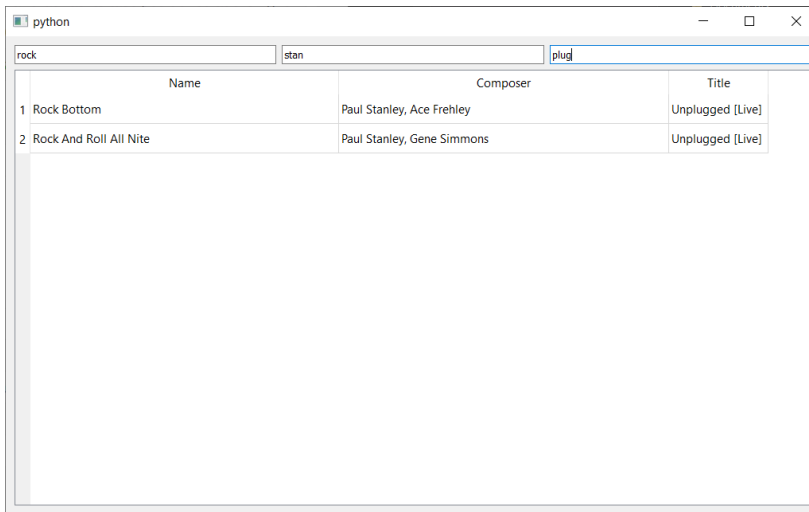 python
rock stan plug
Name Composer Title
1 Rock Bottom Paul Stanley, Ace Frehley Unplugged [Live]
2 Rock And Roll All Nite Paul Stanley, Gene Simmons Unplugged [Live]